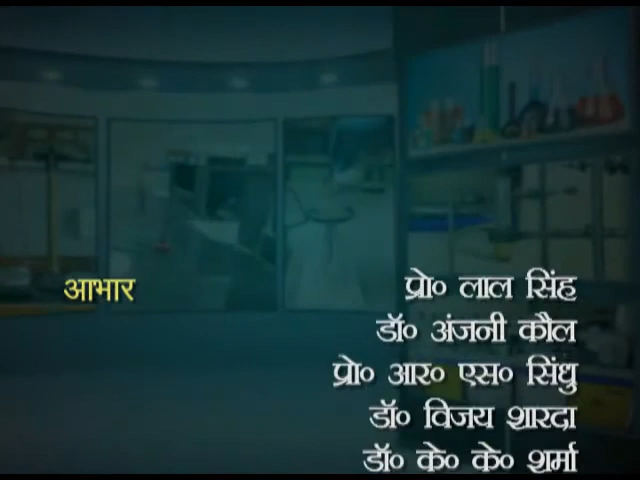 आभार
प्रो० लाल सिंह
डॉ० अंजनी कौल
प्रो० आर० एस० सिंधु
डॉ० विजय शारदा
डॉ० के० के० शर्मा